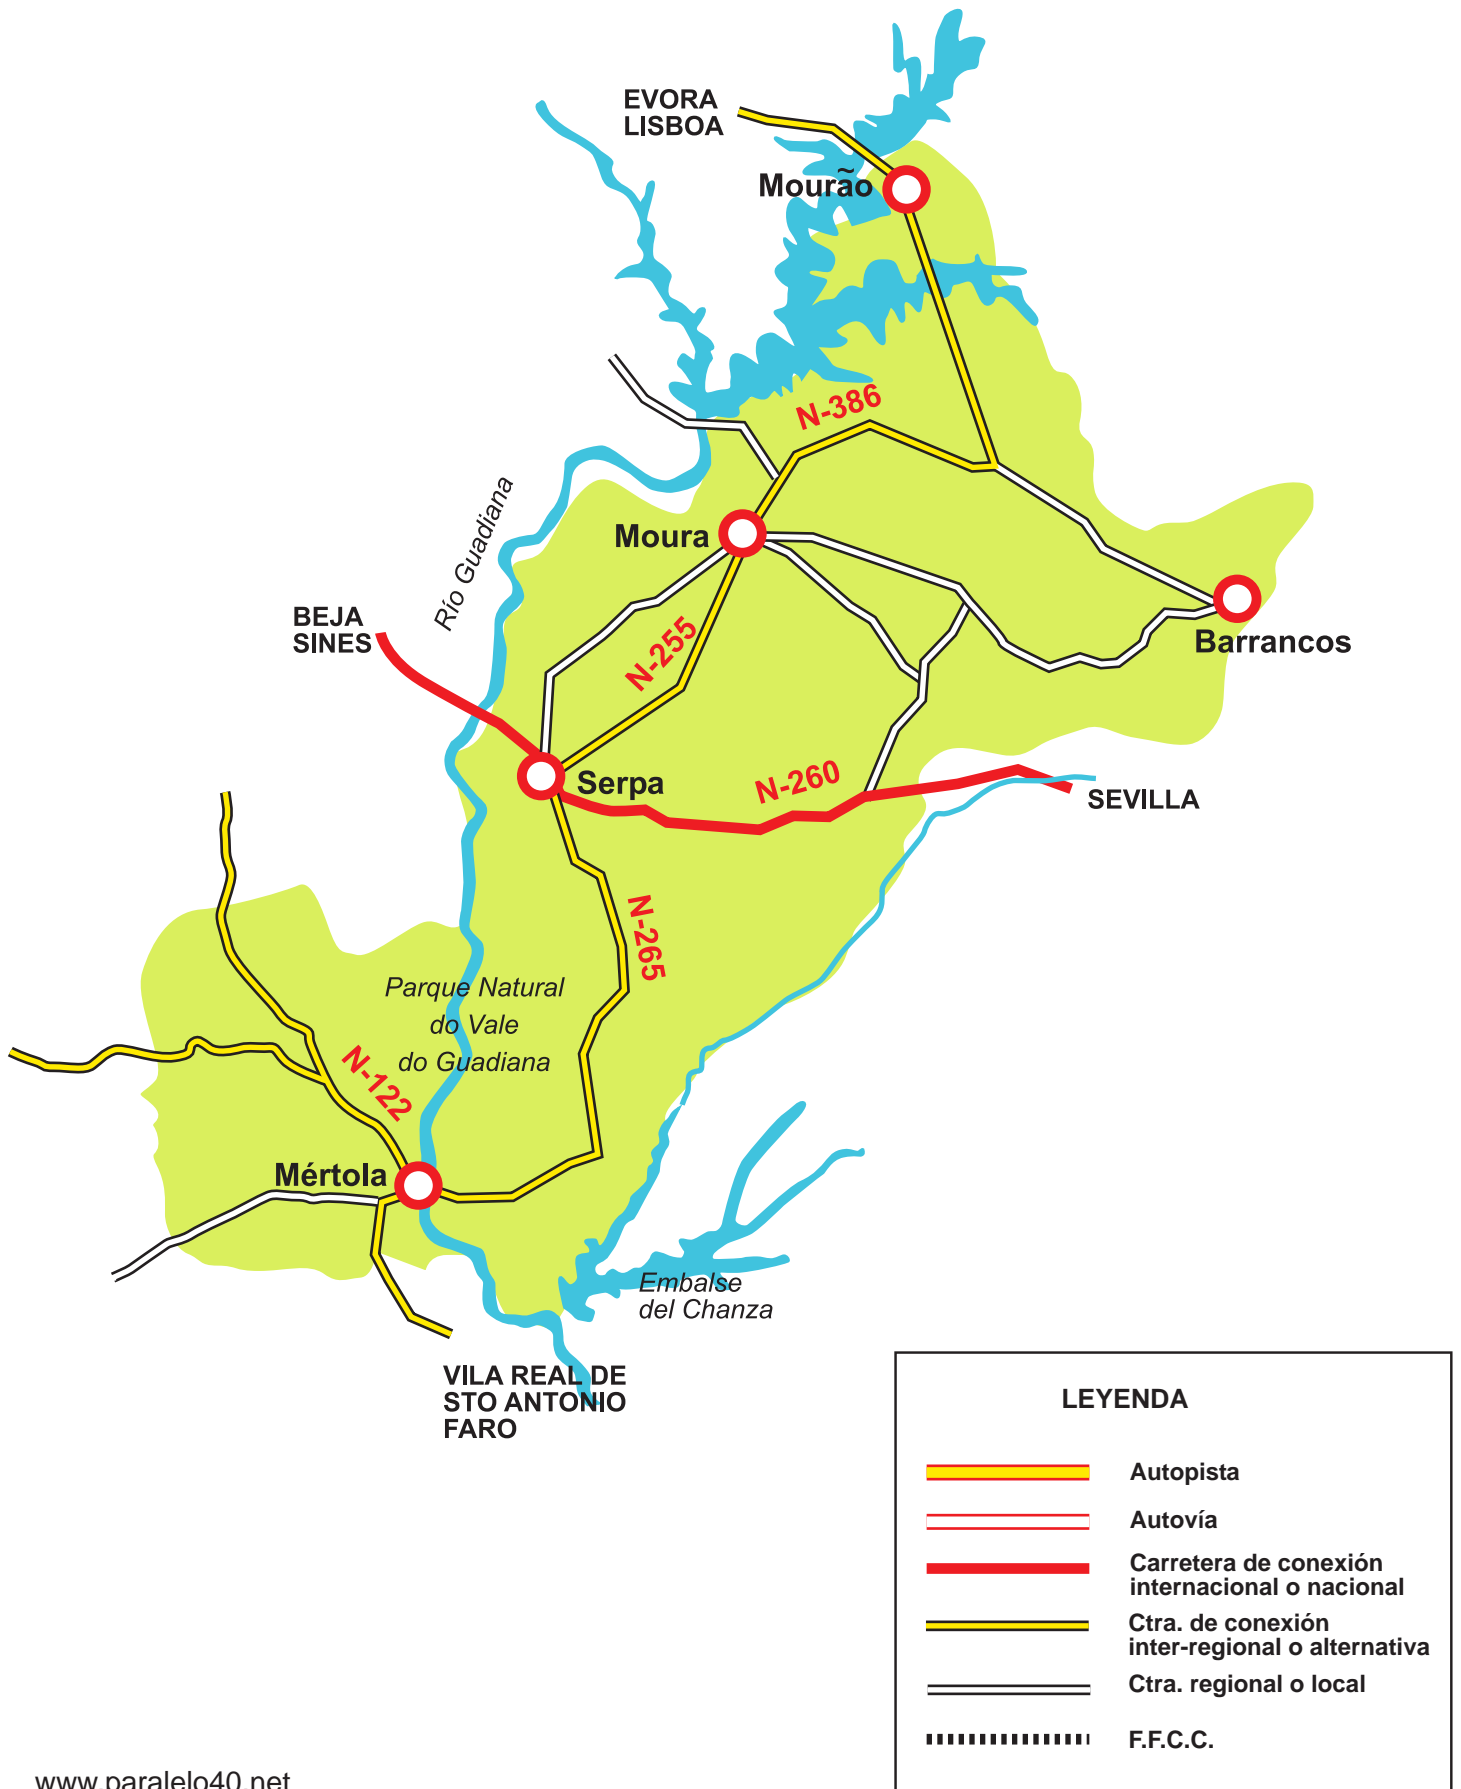 EVORA
LISBOA
Mourão
N-386
Río Guadiana
Moura
BEJA
SINES
N-255
Barrancos
Serpa
N-260
SEVILLA
N-265
Parque Natural
do Vale
do Guadiana
N-122
Mértola
Embalse
del Chanza
VILA REAL DE
STO ANTONIO
FARO
LEYENDA
Autopista
Autovía
Carretera de conexión
internacional o nacional
Ctra. de conexión
inter-regional o alternativa
Ctra. regional o local
F.F.C.C.
www.paralelo40.net